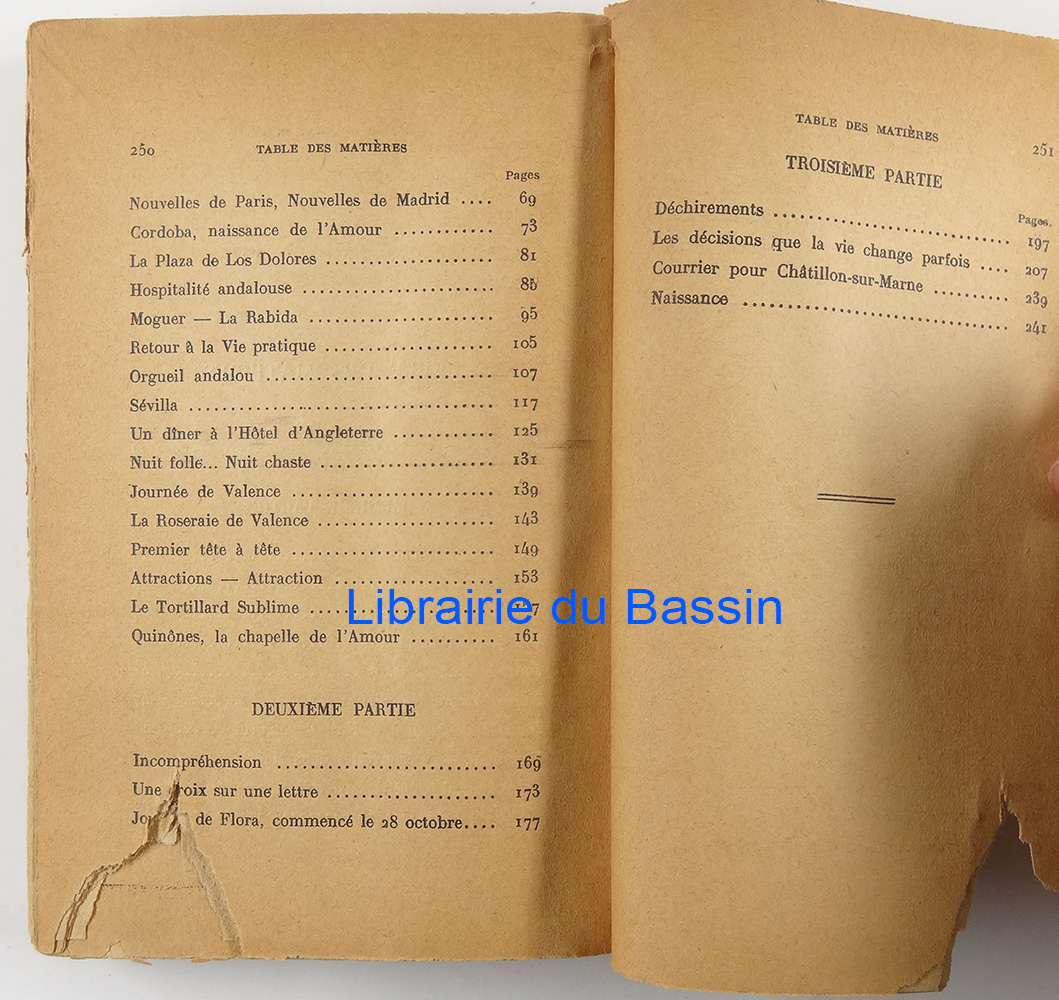 250 TABLE DES MATIÈRES
Pages
Nouvelles de Paris, Nouvelles de Madrid .... 69
Cordoba, naissance de l'Amour ............ 73
La Plaza de Los Dolores .................... 81
Hospitalité andalouse ....................... 85
Moguer — La Rabida ...................... 95
Retour à la Vie pratique .................... 105
Orgueil andalou ............................ 107
Sévilla ..................................... 117
Un dîner à l'Hôtel d'Angleterre ............ 125
Nuit folle... Nuit chaste ..................... 131
Journée de Valence ......................... 139
La Roseraie de Valence ..................... 143
Premier tête à tête ......................... 149
Attractions — Attraction ................... 153
Le Tortillard Sublime ....................
Quinônes, la chapelle de l'Amour .......... 161
DEUXIÈME PARTIE
Incompréhension .......................... 169
Une croix sur une lettre .................... 173
de Flora, commencé le 28 octobre.... 177
TABLE DES MATIÈRES 251
TROISIÈME PARTIE
Pages.
Déchirements ............................. 197
Les décisions que la vie change parfois .... 207
Courrier pour Châtillon-sur-Marne .......... 239
Naissance ................................ 241
Librairie du Bassin